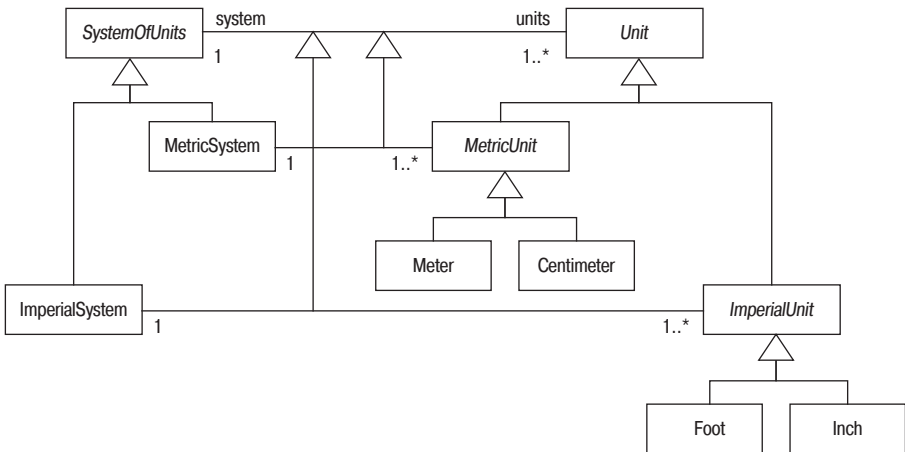 system
units
SystemOfUnits
Unit
1
1..*
MetricSystem
MetricUnit
1
1..*
Meter
Centimeter
ImperialSystem
ImperialUnit
1
1..*
Foot
Inch